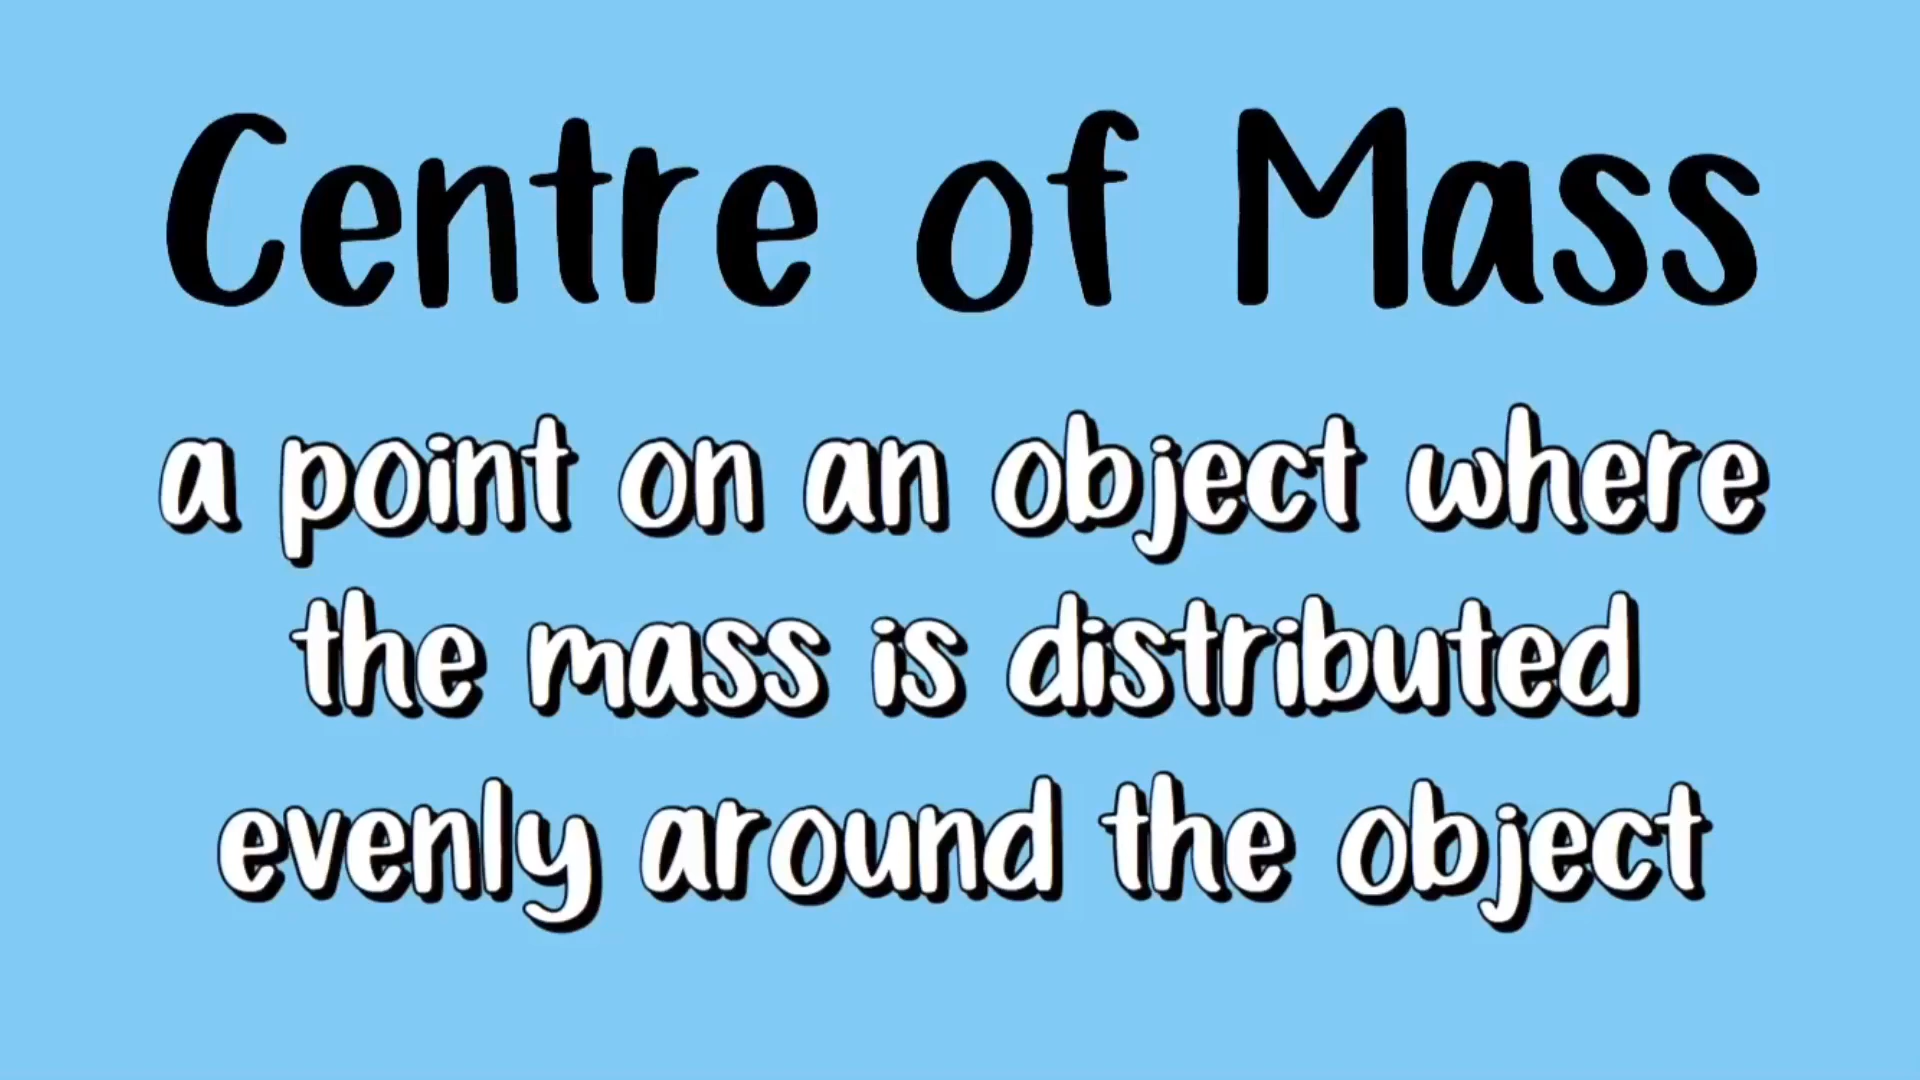 Centre of Mass
a point on an object where
the mass is distributed
evenly around the object